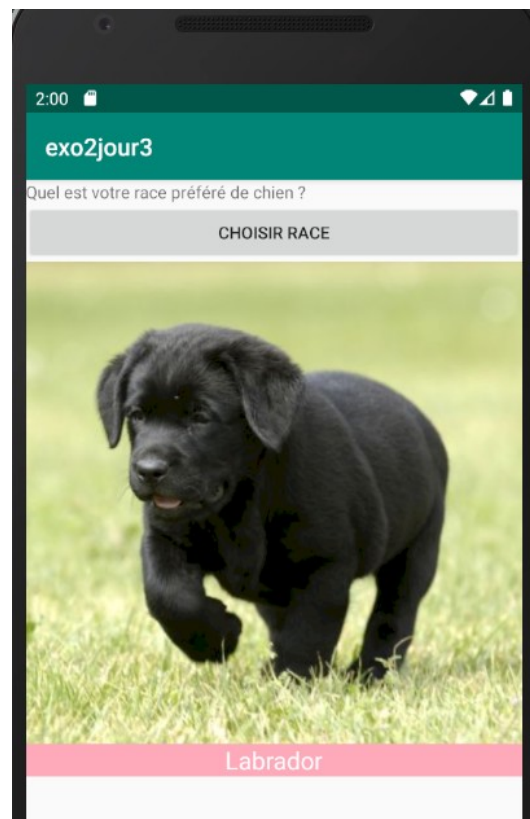 2:00
exo2jour3
Quel est votre race préféré de chien ?
CHOISIR RACE
Labrador